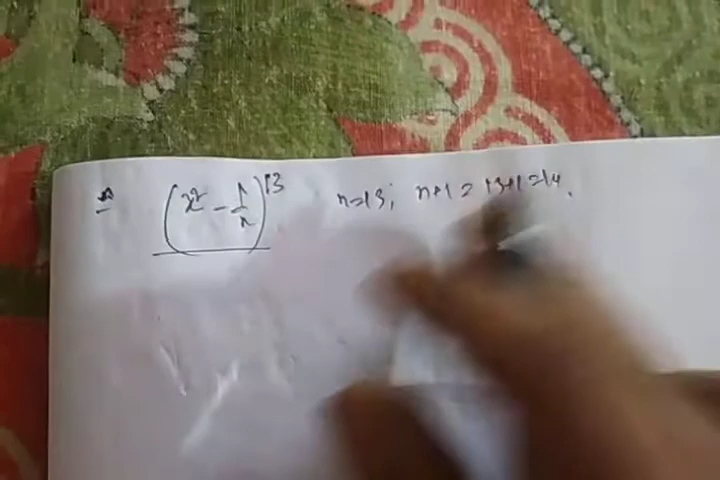 (x² - 1/x)¹³ n=13; n+1 = 13+1=14.